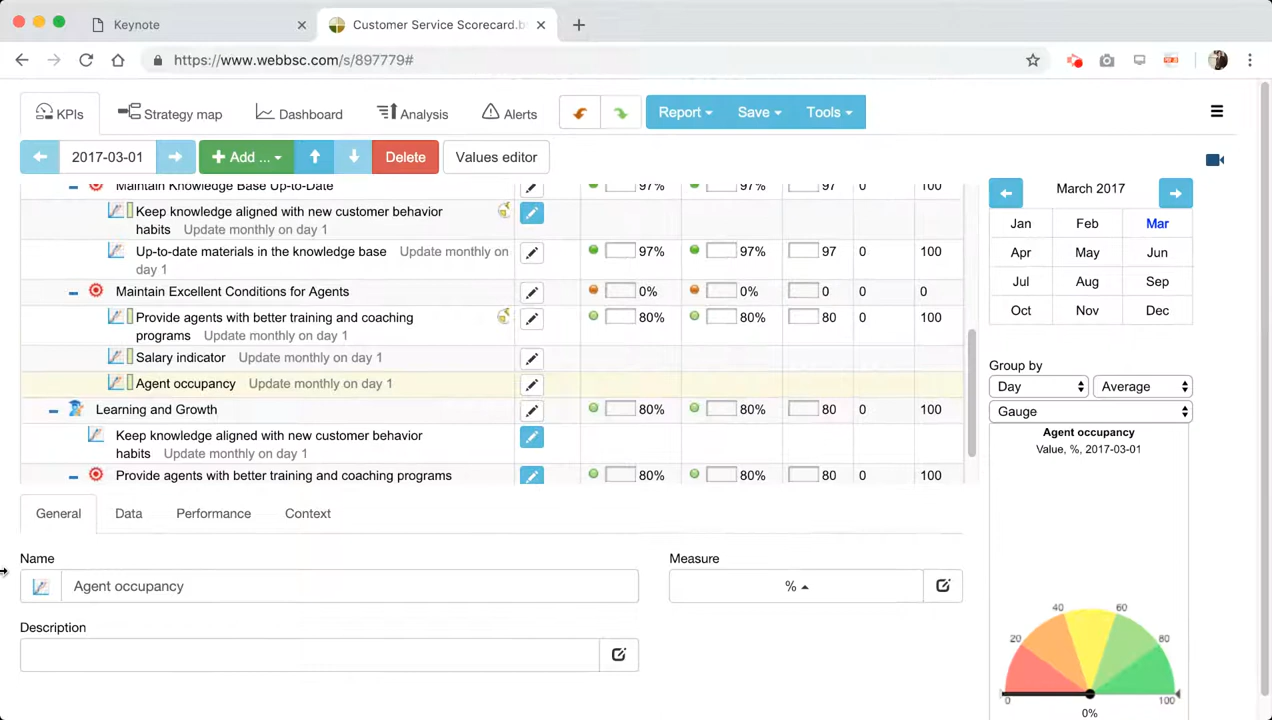 Keynote
Customer Service Scorecard.b
https://www.webbsc.com/s/897779#
KPIs
Strategy map
Dashboard
Analysis
Alerts
Report
Save
Tools
2017-03-01
Add ...
Delete
Values editor
Maintain Knowledge Base Up-to-Date 97% 97% 97 0 100
Keep knowledge aligned with new customer behavior
habits Update monthly on day 1
Up-to-date materials in the knowledge base Update monthly on 97% 97% 97 0 100
day 1
Maintain Excellent Conditions for Agents 0% 0% 0 0 0
Provide agents with better training and coaching 80% 80% 80 0 100
programs Update monthly on day 1
Salary indicator Update monthly on day 1
Agent occupancy Update monthly on day 1
Learning and Growth 80% 80% 80 0 100
Keep knowledge aligned with new customer behavior
habits Update monthly on day 1
Provide agents with better training and coaching programs 80% 80% 80 0 100
March 2017
Jan Feb Mar
Apr May Jun
Jul Aug Sep
Oct Nov Dec
Group by
Day Average
Gauge
Agent occupancy
Value, %, 2017-03-01
40 60
20 80
0 100
0%
General Data Performance Context
Name
Agent occupancy
Measure
%
Description